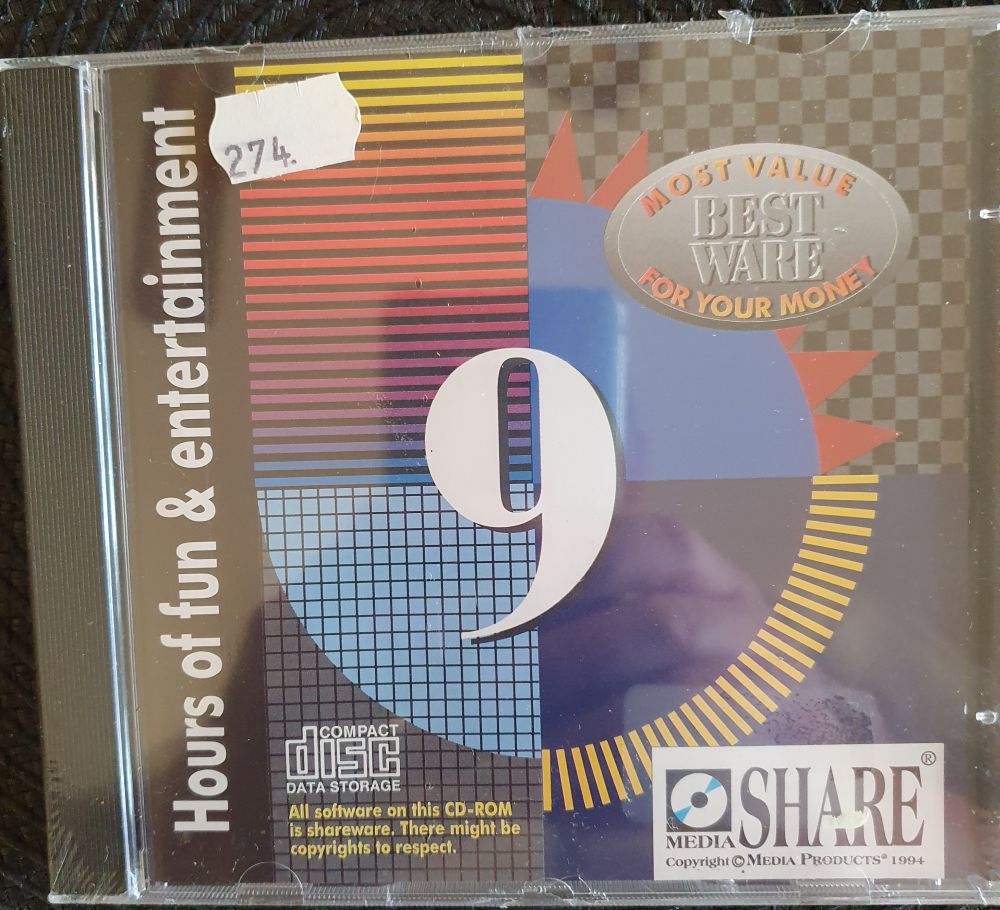 274.
Hours of fun & entertainment
MOST VALUE
BEST
WARE
FOR YOUR MONEY
9
COMPACT
disc
DATA STORAGE
All software on this CD-ROM
is shareware. There might be
copyrights to respect.
MEDIA SHARE®
Copyright © MEDIA PRODUCTS® 1994